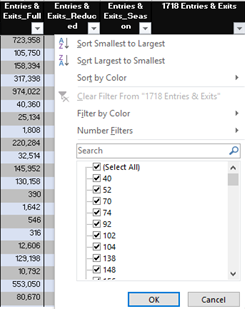 Entries & Exits_Full
Entries & Exits_Reduced
Entries & Exits_Season
1718 Entries & Exits
723,958
105,750
158,394
317,398
974,022
40,360
25,134
1,808
220,284
32,514
145,952
130,158
390
1,642
546
316
12,606
129,198
10,792
553,050
80,670
Sort Smallest to Largest
Sort Largest to Smallest
Sort by Color
Clear Filter From "1718 Entries & Exits"
Filter by Color
Number Filters
Search
(Select All)
40
52
70
74
92
102
104
138
148
OK
Cancel